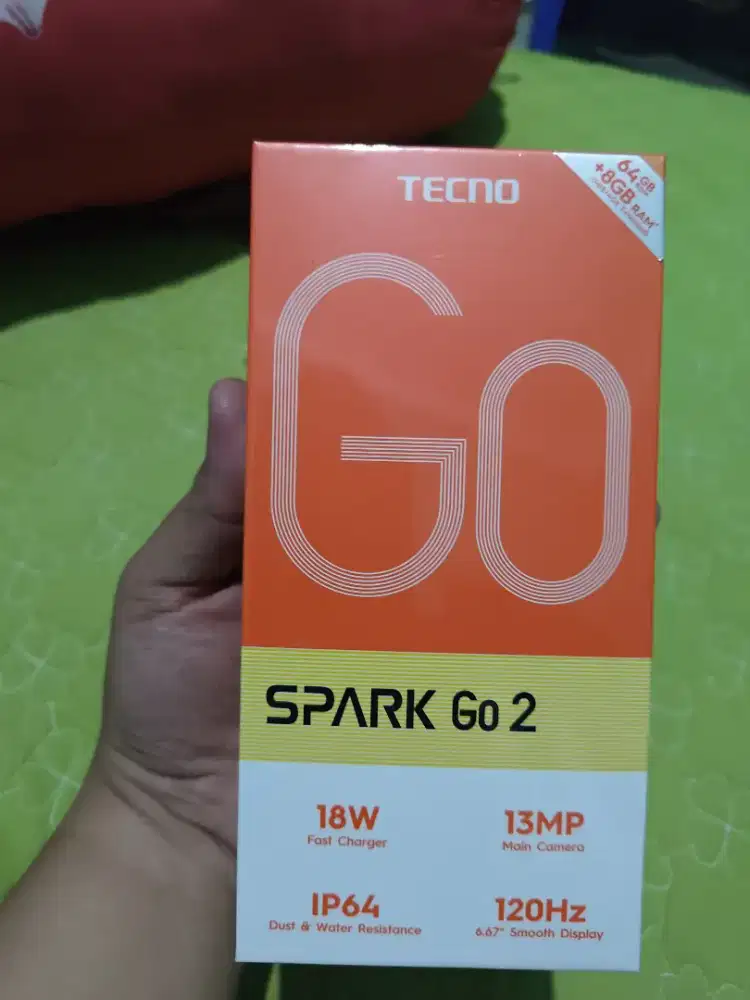 TECNO
64GB
ROM
+8GB RAM*
GO
SPARK Go 2
18W
Fast Charger
13MP
Main Camera
IP64
Dust & Water Resistance
120Hz
6.67" Smooth Display